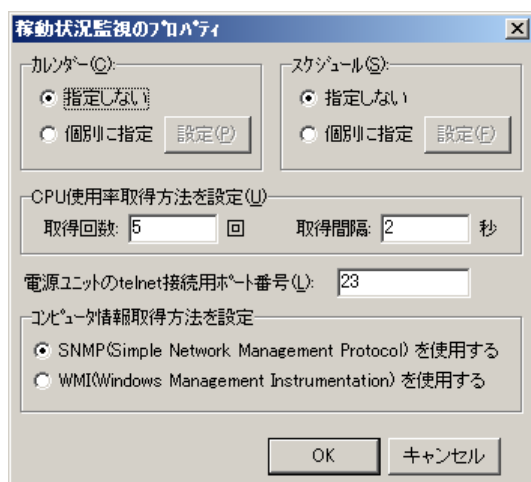 稼動状況監視のﾌﾟﾛﾊﾟﾃｨ
ｶﾚﾝﾀﾞｰ(C):
指定しない
個別に指定 設定(P)
ｽｹｼﾞｭｰﾙ(S):
指定しない
個別に指定 設定(F)
CPU使用率取得方法を設定(U)
取得回数: 5 回 取得間隔: 2 秒
電源ﾕﾆｯﾄのtelnet接続用ﾎﾟｰﾄ番号(L): 23
ｺﾝﾋﾟｭｰﾀ情報取得方法を設定
SNMP(Simple Network Management Protocol) を使用する
WMI(Windows Management Instrumentation) を使用する
OK キャンセル